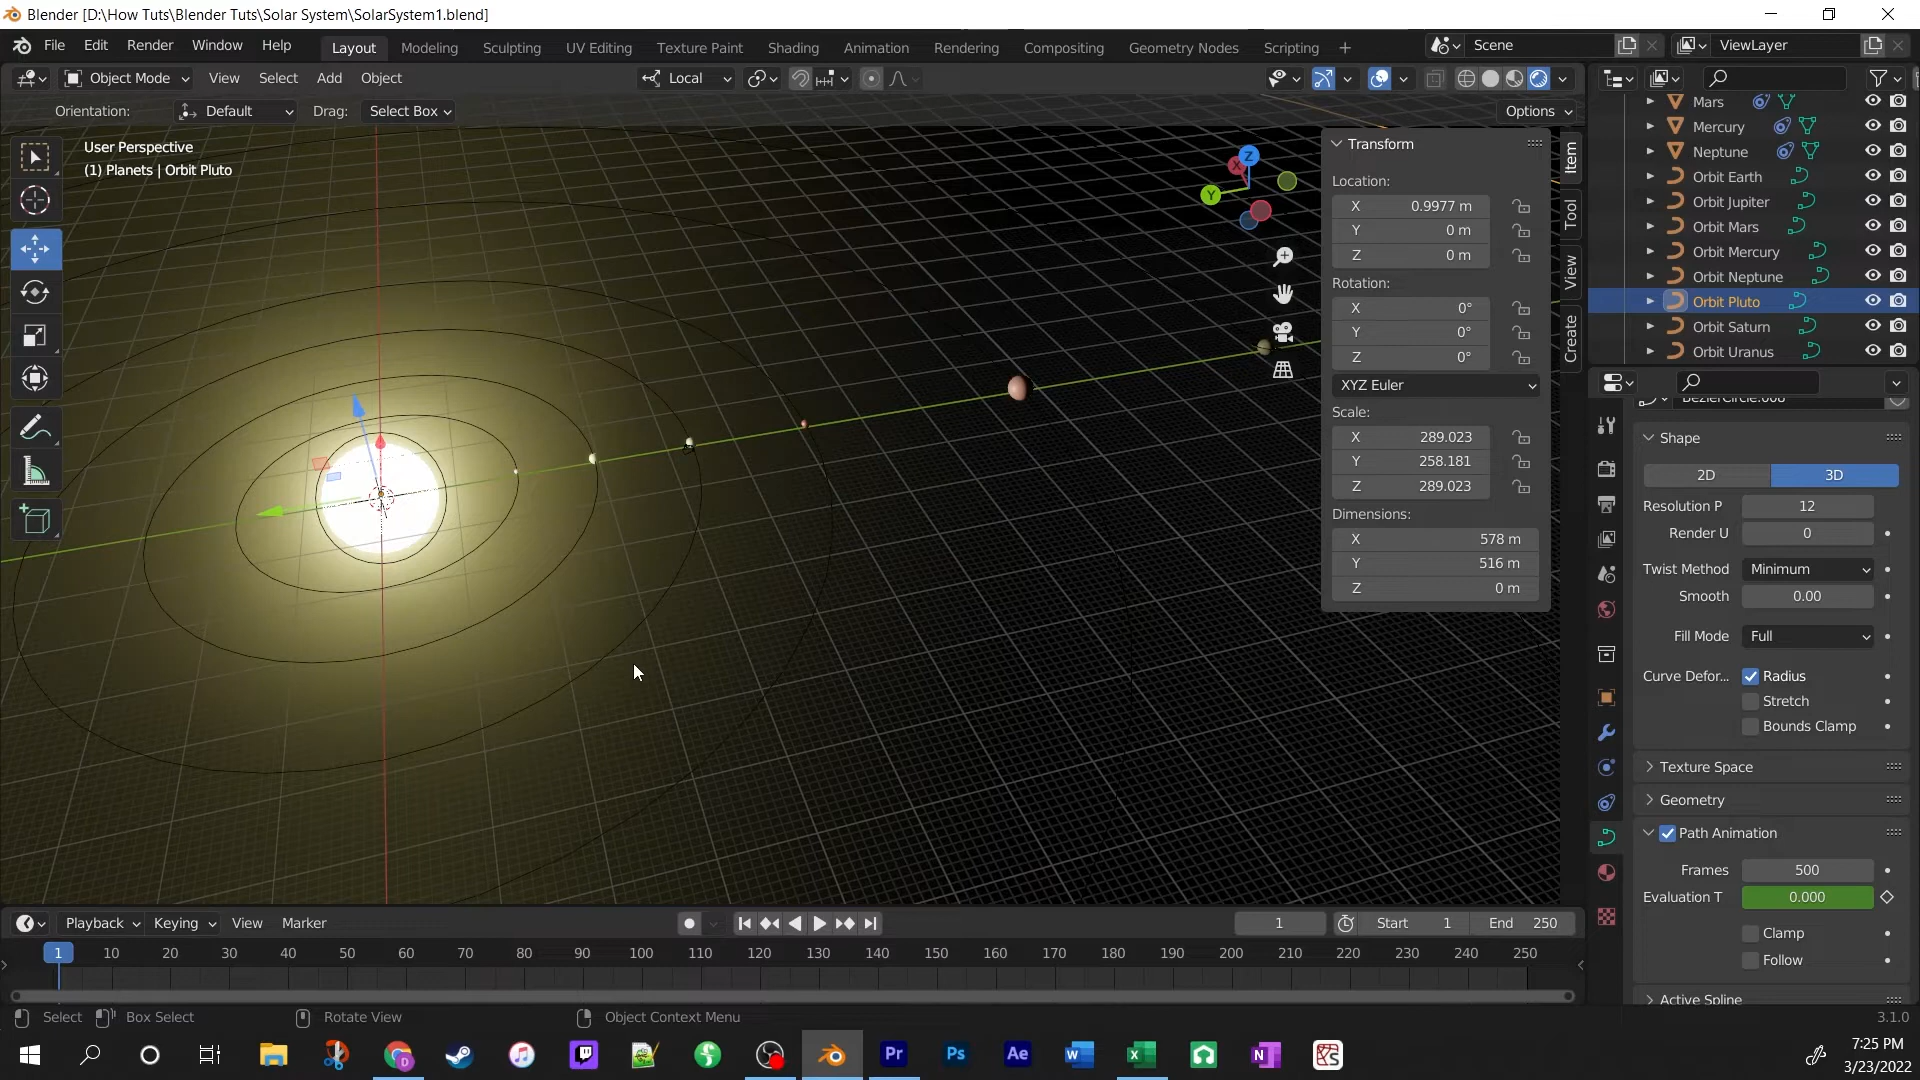 Blender [D:\How Tuts\Blender Tuts\Solar System\SolarSystem1.blend]
File Edit Render Window Help Layout Modeling Sculpting UV Editing Texture Paint Shading Animation Rendering Compositing Geometry Nodes Scripting + Scene ViewLayer
Object Mode View Select Add Object Local
Orientation: Default Drag: Select Box Options
User Perspective
(1) Planets | Orbit Pluto
Z
X
Y
Transform
Location:
X 0.9977 m
Y 0 m
Z 0 m
Rotation:
X 0°
Y 0°
Z 0°
XYZ Euler
Scale:
X 289.023
Y 258.181
Z 289.023
Dimensions:
X 578 m
Y 516 m
Z 0 m
Item
Tool
View
Create
Mars
Mercury
Neptune
Orbit Earth
Orbit Jupiter
Orbit Mars
Orbit Mercury
Orbit Neptune
Orbit Pluto
Orbit Saturn
Orbit Uranus
BezierCircle.008
Shape
2D 3D
Resolution P 12
Render U 0
Twist Method Minimum
Smooth 0.00
Fill Mode Full
Curve Defor... Radius
Stretch
Bounds Clamp
Texture Space
Geometry
Path Animation
Frames 500
Evaluation T 0.000
Clamp
Follow
Active Spline
Playback Keying View Marker 1 Start 1 End 250
1 10 20 30 40 50 60 70 80 90 100 110 120 130 140 150 160 170 180 190 200 210 220 230 240 250
Select Box Select Rotate View Object Context Menu 3.1.0
Pr Ps Ae W X N
7:25 PM
3/23/2022